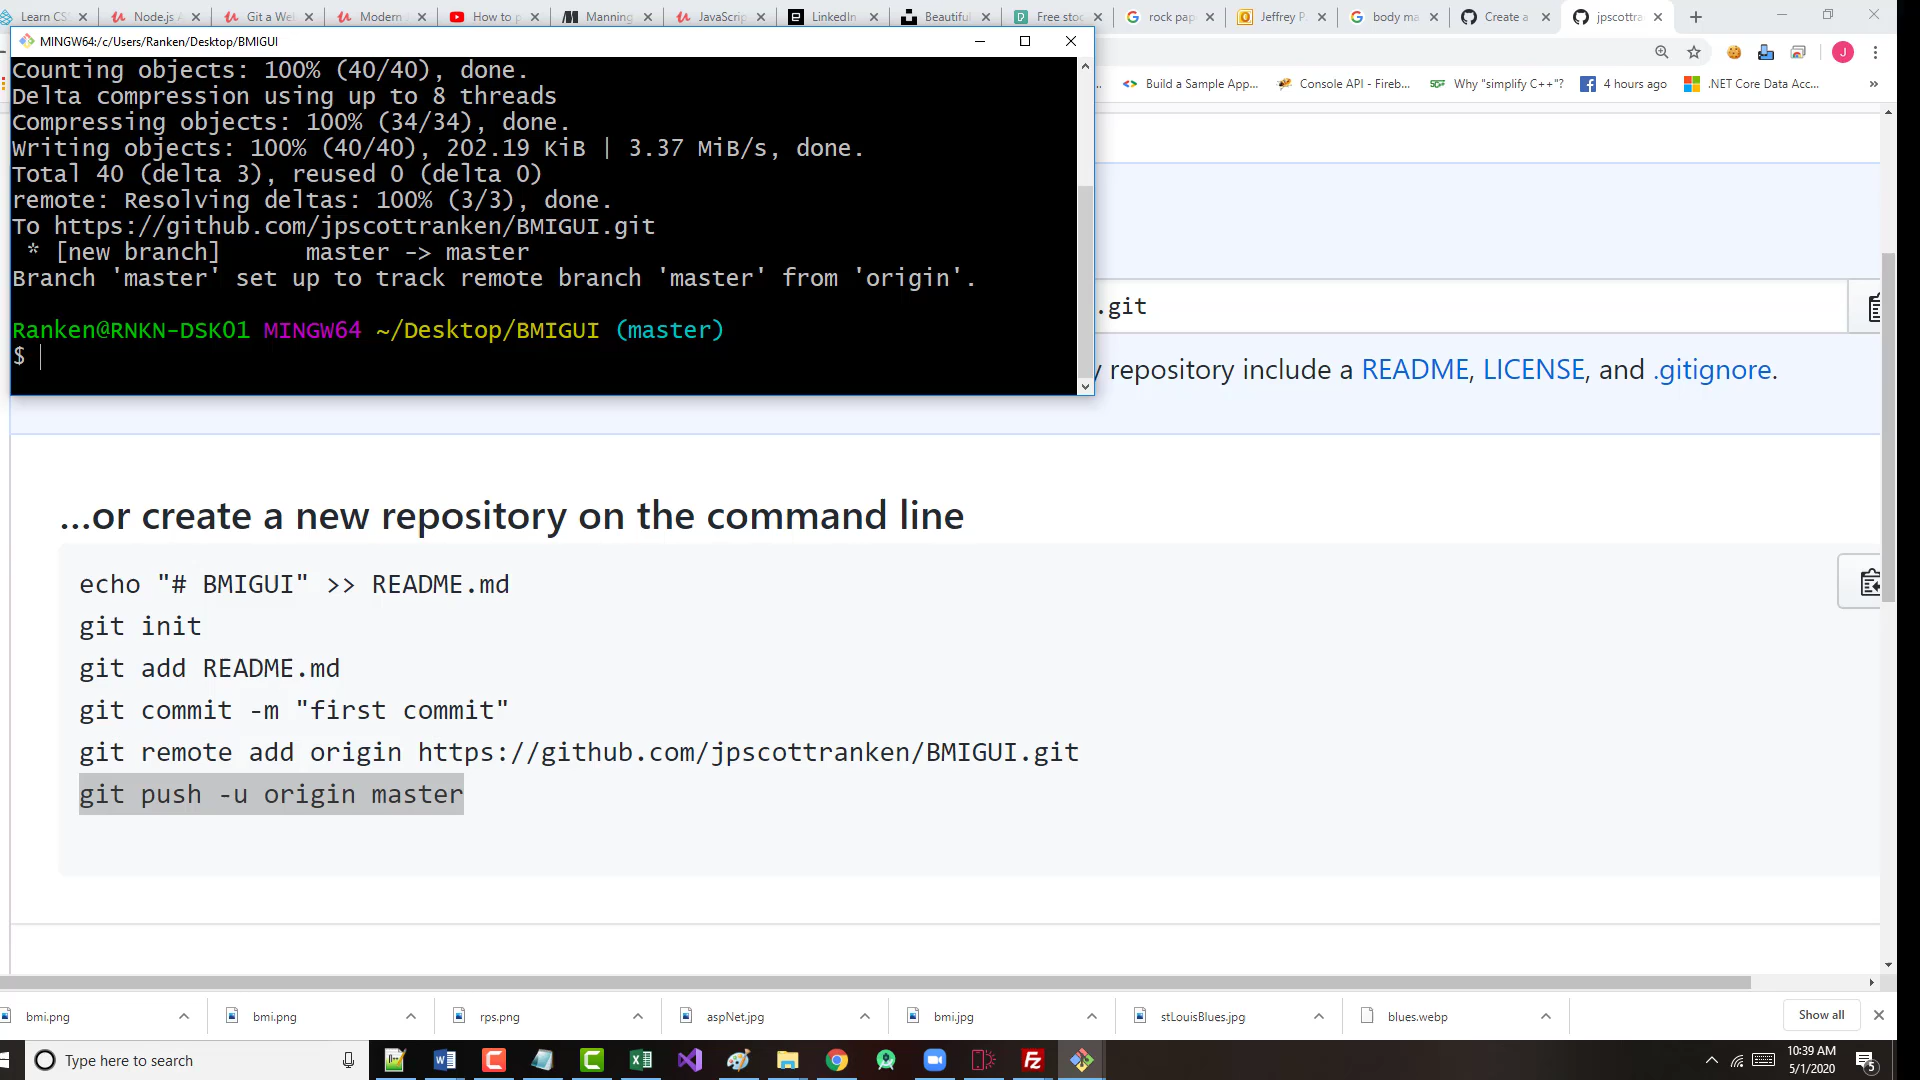 Learn CS
Node.js A
Git a We
Modern
How to p
Manning
JavaScrip
LinkedIn
Beautiful
Free stoc
rock pap
Jeffrey P
body ma
Create a
jpscottra
MINGW64:/c/Users/Ranken/Desktop/BMIGUI
J
Build a Sample App...
Console API - Fireb...
Why "simplify C++"?
4 hours ago
.NET Core Data Acc...
»
Counting objects: 100% (40/40), done.
Delta compression using up to 8 threads
Compressing objects: 100% (34/34), done.
Writing objects: 100% (40/40), 202.19 KiB | 3.37 MiB/s, done.
Total 40 (delta 3), reused 0 (delta 0)
remote: Resolving deltas: 100% (3/3), done.
To https://github.com/jpscottranken/BMIGUI.git
* [new branch]      master -> master
Branch 'master' set up to track remote branch 'master' from 'origin'.
Ranken@RNKN-DSK01 MINGW64 ~/Desktop/BMIGUI (master)
$
.git
y repository include a README, LICENSE, and .gitignore.
...or create a new repository on the command line
echo "# BMIGUI" >> README.md
git init
git add README.md
git commit -m "first commit"
git remote add origin https://github.com/jpscottranken/BMIGUI.git
git push -u origin master
bmi.png
bmi.png
rps.png
aspNet.jpg
bmi.jpg
stLouisBlues.jpg
blues.webp
Show all
Type here to search
10:39 AM
5/1/2020
5